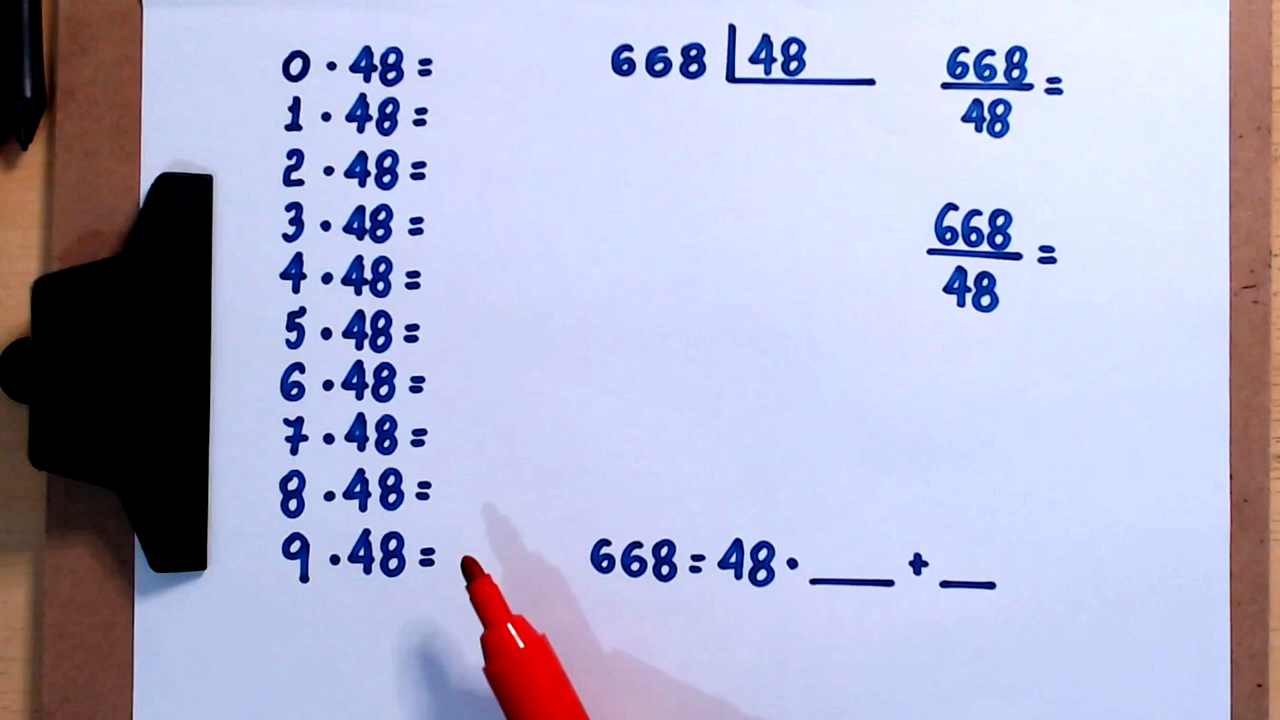 0 · 48 =
1 · 48 =
2 · 48 =
3 · 48 =
4 · 48 =
5 · 48 =
6 · 48 =
7 · 48 =
8 · 48 =
9 · 48 =
668 | 48
668
48 =
668
48 =
668 = 48 · ___ + __